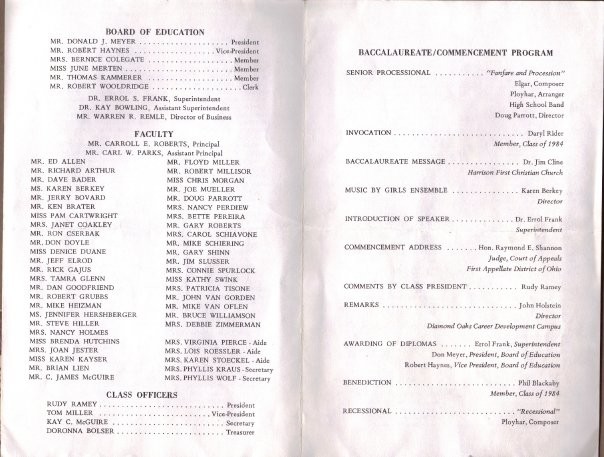 BOARD OF EDUCATION
MR. DONALD J. MEYER . . . . . . . . . . . . . . . . . . President
MR. ROBERT HAYNES . . . . . . . . . . . . . . . . Vice-President
MRS. BERNICE COLEGATE . . . . . . . . . . . . . . . . Member
MISS JUNE MERTEN . . . . . . . . . . . . . . . . . . . . . Member
MR. THOMAS KAMMERER . . . . . . . . . . . . . . . . Member
MR. ROBERT WOOLDRIDGE . . . . . . . . . . . . . . . . Clerk
DR. ERROL S. FRANK, Superintendent
DR. KAY BOWLING, Assistant Superintendent
MR. WARREN R. REMLE, Director of Business
FACULTY
MR. CARROLL E. ROBERTS, Principal
MR. CARL W. PARKS, Assistant Principal
MR. ED ALLEN
MR. RICHARD ARTHUR
MR. DAVE BADER
MS. KAREN BERKEY
MR. JERRY BOVARD
MR. KEN BRATER
MISS PAM CARTWRIGHT
MRS. JANET COAKLEY
MR. RON CSERBAK
MR. DON DOYLE
MISS DENICE DUANE
MR. JEFF ELROD
MR. RICK GAJUS
MRS. TAMRA GLENN
MR. DAN GOODFRIEND
MR. ROBERT GRUBBS
MR. MIKE HEIZMAN
MS. JENNIFER HERSHBERGER
MR. STEVE HILLER
MRS. NANCY HOLMES
MISS BRENDA HUTCHINS
MRS. JOAN JESTER
MISS KAREN KAYSER
MR. BRIAN LIEN
MR. C. JAMES McGUIRE
MR. FLOYD MILLER
MR. ROBERT MILLISOR
MISS CHRIS MORGAN
MR. JOE MUELLER
MR. DOUG PARROTT
MRS. NANCY PERDIEW
MRS. BETTE PEREIRA
MR. GARY ROBERTS
MRS. CAROL SCHIAVONE
MR. MIKE SCHIERING
MR. GARY SHINN
MR. JIM SLUSSER
MRS. CONNIE SPURLOCK
MISS KATHY SWINK
MRS. PATRICIA TISONE
MR. JOHN VAN GORDEN
MR. MIKE VAN OFLEN
MR. BRUCE WILLIAMSON
MRS. DEBBIE ZIMMERMAN
MRS. VIRGINIA PIERCE - Aide
MRS. LOIS ROESSLER - Aide
MRS. KAREN STOECKEL - Aide
MRS. PHYLLIS KRAUS - Secretary
MRS. PHYLLIS WOLF - Secretary
CLASS OFFICERS
RUDY RAMEY . . . . . . . . . . . . . . . . . . . . . . President
TOM MILLER . . . . . . . . . . . . . . . . . . . . Vice-President
KAY C. McGUIRE . . . . . . . . . . . . . . . . . . . Secretary
DORONNA BOLSER . . . . . . . . . . . . . . . . . . Treasurer
BACCALAUREATE/COMMENCEMENT PROGRAM
SENIOR PROCESSIONAL . . . . . . . . . . "Fanfare and Procession"
Elgar, Composer
Ployhar, Arranger
High School Band
Doug Parrott, Director
INVOCATION . . . . . . . . . . . . . . . . . . . . . . . . Daryl Rider
Member, Class of 1984
BACCALAUREATE MESSAGE . . . . . . . . . . . . . . Dr. Jim Cline
Harrison First Christian Church
MUSIC BY GIRLS ENSEMBLE . . . . . . . . . . . . . Karen Berkey
Director
INTRODUCTION OF SPEAKER . . . . . . . . . . . . Dr. Errol Frank
Superintendent
COMMENCEMENT ADDRESS . . . . . . . Hon. Raymond E. Shannon
Judge, Court of Appeals
First Appellate District of Ohio
COMMENTS BY CLASS PRESIDENT . . . . . . . . . . Rudy Ramey
REMARKS . . . . . . . . . . . . . . . . . . . . . . . . John Holstein
Director
Diamond Oaks Career Development Campus
AWARDING OF DIPLOMAS . . . . . . Errol Frank, Superintendent
Don Meyer, President, Board of Education
Robert Haynes, Vice President, Board of Education
BENEDICTION . . . . . . . . . . . . . . . . . . . . . . Phil Blackaby
Member, Class of 1984
RECESSIONAL . . . . . . . . . . . . . . . . . . . . . "Recessional"
Ployhar, Composer